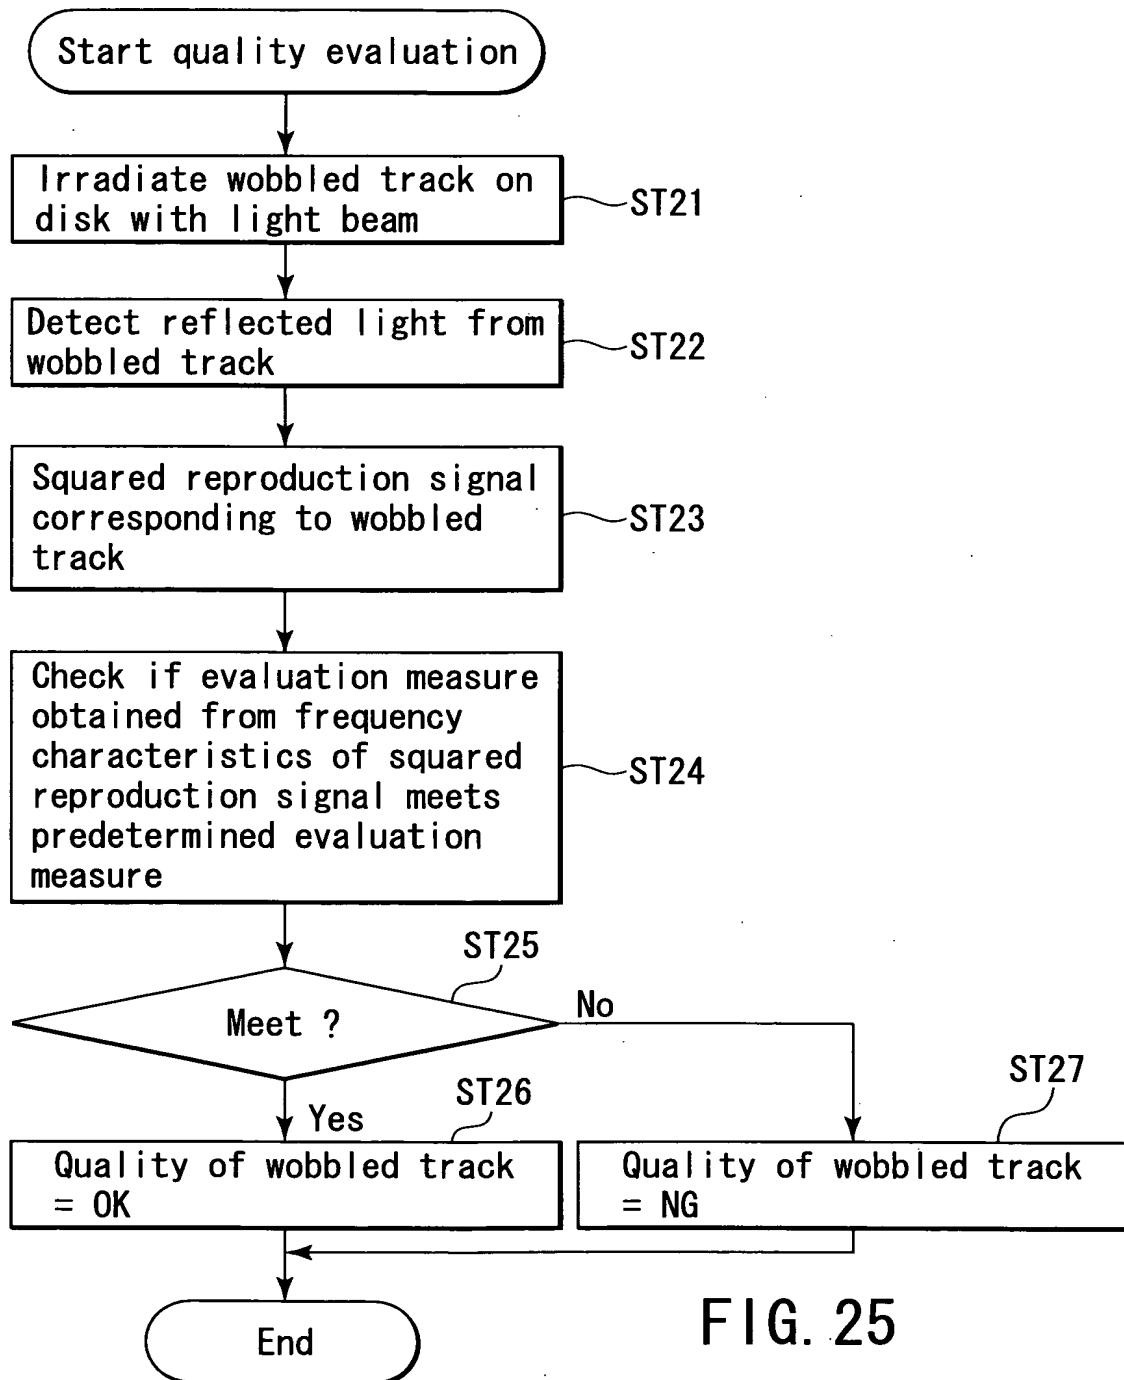 Start quality evaluation
Irradiate wobbled track on
disk with light beam
ST21
Detect reflected light from
wobbled track
ST22
Squared reproduction signal
corresponding to wobbled
track
ST23
Check if evaluation measure
obtained from frequency
characteristics of squared
reproduction signal meets
predetermined evaluation
measure
ST24
ST25
Meet ?
No
Yes
ST26
Quality of wobbled track
= OK
ST27
Quality of wobbled track
= NG
End
FIG. 25